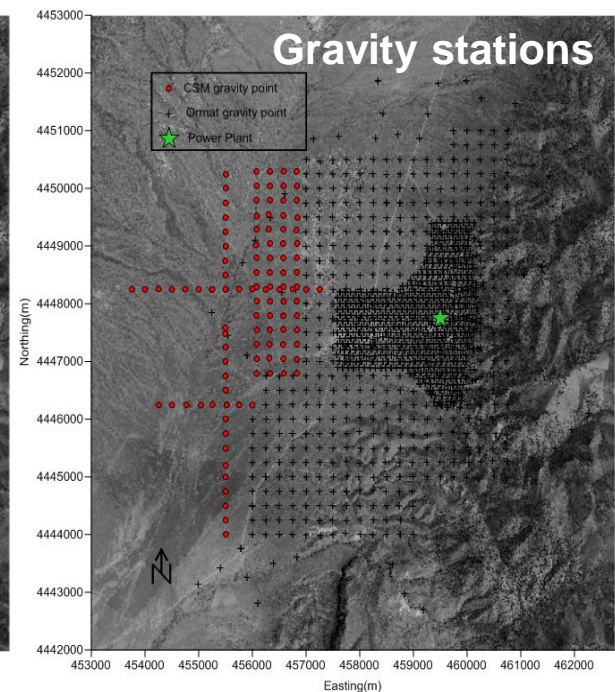 Gravity stations
CSM gravity point
Ormat gravity point
Power Plant
4453000
4452000
4451000
4450000
4449000
4448000
4447000
4446000
4445000
4444000
4443000
4442000
Northing(m)
N
453000 454000 455000 456000 457000 458000 459000 460000 461000 462000
Easting(m)